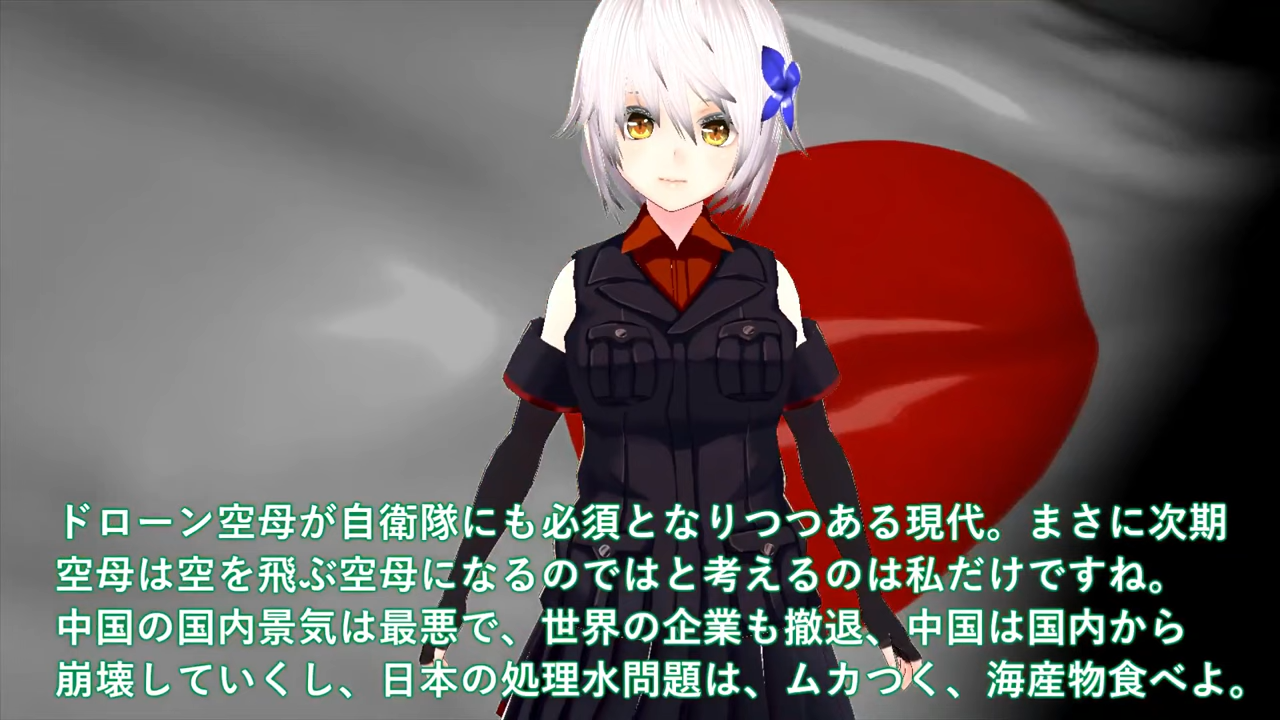 ドローン空母が自衛隊にも必須となりつつある現代。まさに次期
空母は空を飛ぶ空母になるのではと考えるのは私だけですね。
中国の国内景気は最悪で、世界の企業も撤退、中国は国内から
崩壊していくし、日本の処理水問題は、ムカつく、海産物食べよ。